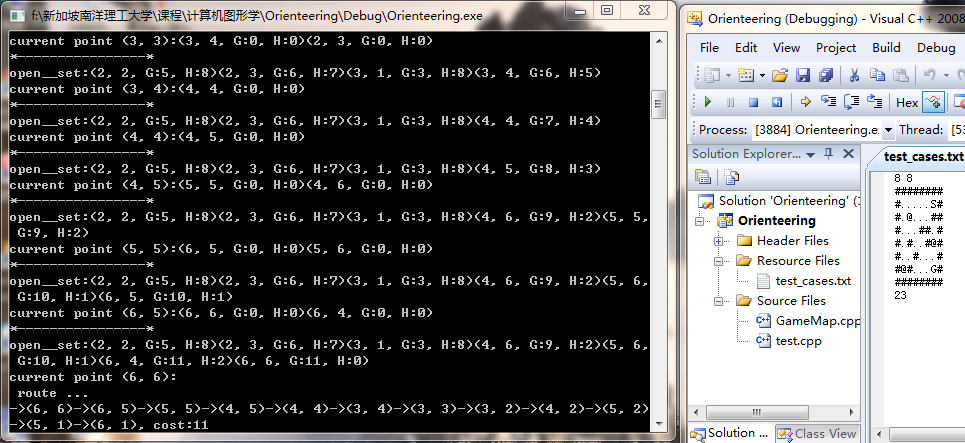 f:\新加坡南洋理工大学\课程\计算机图形学\Orienteering\Debug\Orienteering.exe
current point (3, 3):(3, 4, G:0, H:0)(2, 3, G:0, H:0)
*-----------------*
open__set:(2, 2, G:5, H:8)(2, 3, G:6, H:7)(3, 1, G:3, H:8)(3, 4, G:6, H:5)
current point (3, 4):(4, 4, G:0, H:0)
*-----------------*
open__set:(2, 2, G:5, H:8)(2, 3, G:6, H:7)(3, 1, G:3, H:8)(4, 4, G:7, H:4)
current point (4, 4):(4, 5, G:0, H:0)
*-----------------*
open__set:(2, 2, G:5, H:8)(2, 3, G:6, H:7)(3, 1, G:3, H:8)(4, 5, G:8, H:3)
current point (4, 5):(5, 5, G:0, H:0)(4, 6, G:0, H:0)
*-----------------*
open__set:(2, 2, G:5, H:8)(2, 3, G:6, H:7)(3, 1, G:3, H:8)(4, 6, G:9, H:2)(5, 5,
 G:9, H:2)
current point (5, 5):(6, 5, G:0, H:0)(5, 6, G:0, H:0)
*-----------------*
open__set:(2, 2, G:5, H:8)(2, 3, G:6, H:7)(3, 1, G:3, H:8)(4, 6, G:9, H:2)(5, 6,
 G:10, H:1)(6, 5, G:10, H:1)
current point (6, 5):(6, 6, G:0, H:0)(6, 4, G:0, H:0)
*-----------------*
open__set:(2, 2, G:5, H:8)(2, 3, G:6, H:7)(3, 1, G:3, H:8)(4, 6, G:9, H:2)(5, 6,
 G:10, H:1)(6, 4, G:11, H:2)(6, 6, G:11, H:0)
current point (6, 6):
 route ...
->(6, 6)->(6, 5)->(5, 5)->(4, 5)->(4, 4)->(3, 4)->(3, 3)->(3, 2)->(4, 2)->(5, 2)
->(5, 1)->(6, 1), cost:11
Orienteering (Debugging) - Visual C++ 2008
File Edit View Project Build Debug
Hex
Process: [3884] Orienteering.e Thread: [53
Solution Explorer...
Solution 'Orienteering' (1
Orienteering
Header Files
Resource Files
test_cases.txt
Source Files
GameMap.cpp
test.cpp
Solution ... Class View
test_cases.txt
8 8
########
#.....S#
#.@...##
#...##.#
#.#..#@#
#..#...#
#@#...G#
########
23